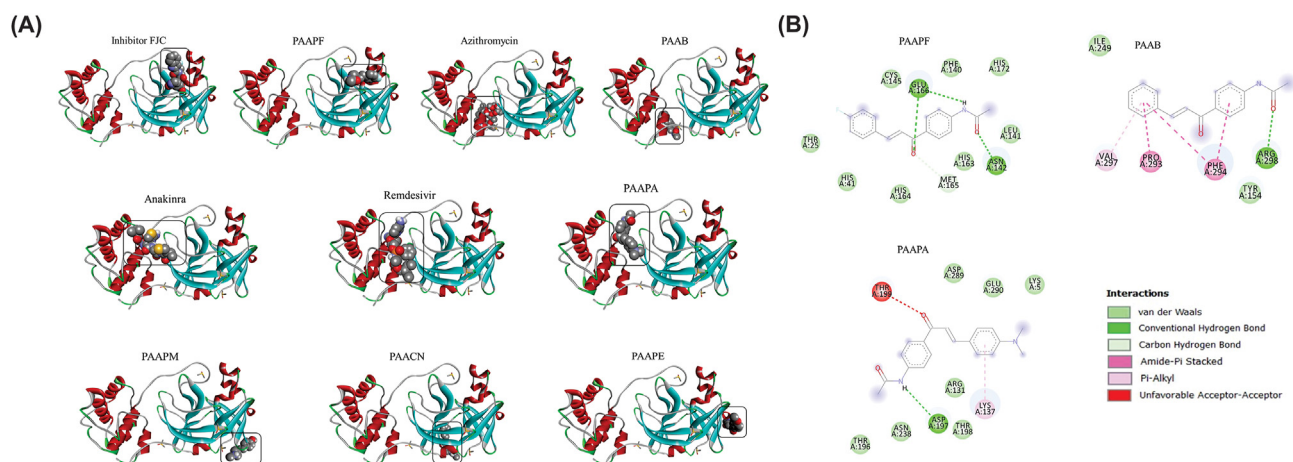 (A)
Inhibitor FJC
PAAPF
Azithromycin
PAAB
Anakinra
Remdesivir
PAAPA
PAAPM
PAACN
PAAPE
(B)
PAAPF
CYS
A:145
GLU
A:166
PHE
A:140
HIS
A:172
THR
A:25
LEU
A:141
HIS
A:41
HIS
A:164
MET
A:165
HIS
A:163
ASN
A:142
H
PAAB
ILE
A:249
VAL
A:297
PRO
A:293
PHE
A:294
ARG
A:298
TYR
A:154
PAAPA
THR
A:199
ASP
A:289
GLU
A:290
LYS
A:5
ARG
A:131
LYS
A:137
THR
A:196
ASN
A:238
ASP
A:197
THR
A:198
H
Interactions
van der Waals
Conventional Hydrogen Bond
Carbon Hydrogen Bond
Amide-Pi Stacked
Pi-Alkyl
Unfavorable Acceptor-Acceptor